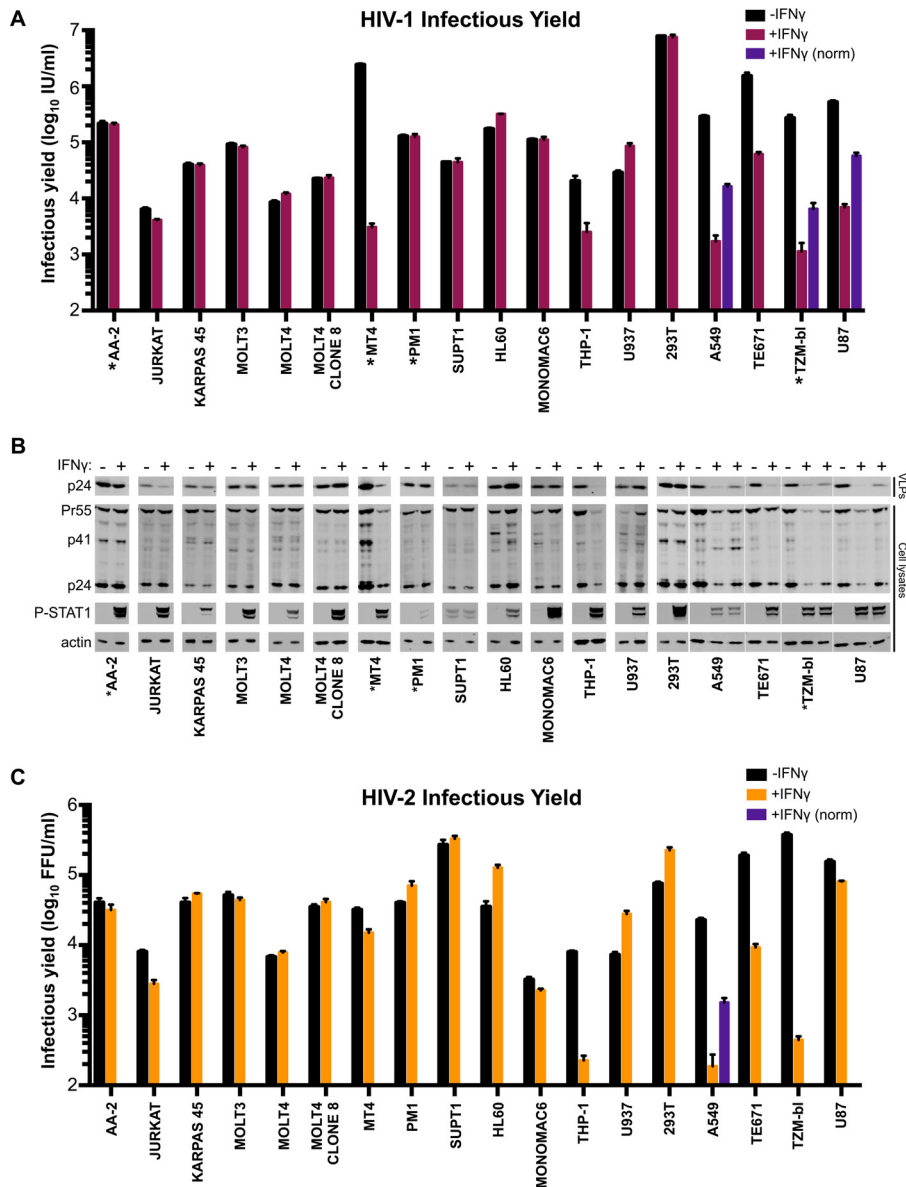 A
HIV-1 Infectious Yield
-IFNγ
+IFNγ
+IFNγ (norm)
Infectious yield (log10 IU/ml)
7
6
5
4
3
2
*AA-2
JURKAT
KARPAS 45
MOLT3
MOLT4
MOLT4 CLONE 8
*MT4
*PM1
SUPT1
HL60
MONOMAC6
THP-1
U937
293T
A549
TE671
*TZM-bl
U87
B
IFNγ: - + - + - + - + - + - + - + - + - + - + - + - + - + - + - + + - + - + + - + +
p24
VLPs
Pr55
p41
p24
P-STAT1
actin
Cell lysates
*AA-2
JURKAT
KARPAS 45
MOLT3
MOLT4
MOLT4 CLONE 8
*MT4
*PM1
SUPT1
HL60
MONOMAC6
THP-1
U937
293T
A549
TE671
*TZM-bl
U87
C
HIV-2 Infectious Yield
-IFNγ
+IFNγ
+IFNγ (norm)
Infectious yield (log10 FFU/ml)
6
5
4
3
2
AA-2
JURKAT
KARPAS 45
MOLT3
MOLT4
MOLT4 CLONE 8
MT4
PM1
SUPT1
HL60
MONOMAC6
THP-1
U937
293T
A549
TE671
TZM-bl
U87